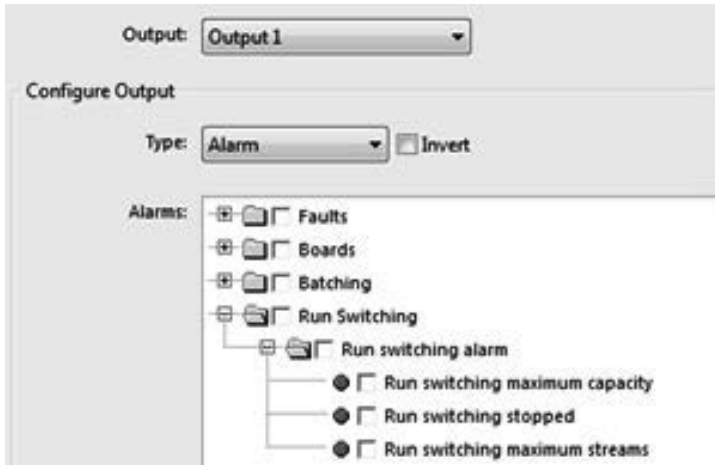 Output: Output 1
Configure Output
Type: Alarm Invert
Alarms: Faults
Boards
Batching
Run Switching
Run switching alarm
Run switching maximum capacity
Run switching stopped
Run switching maximum streams